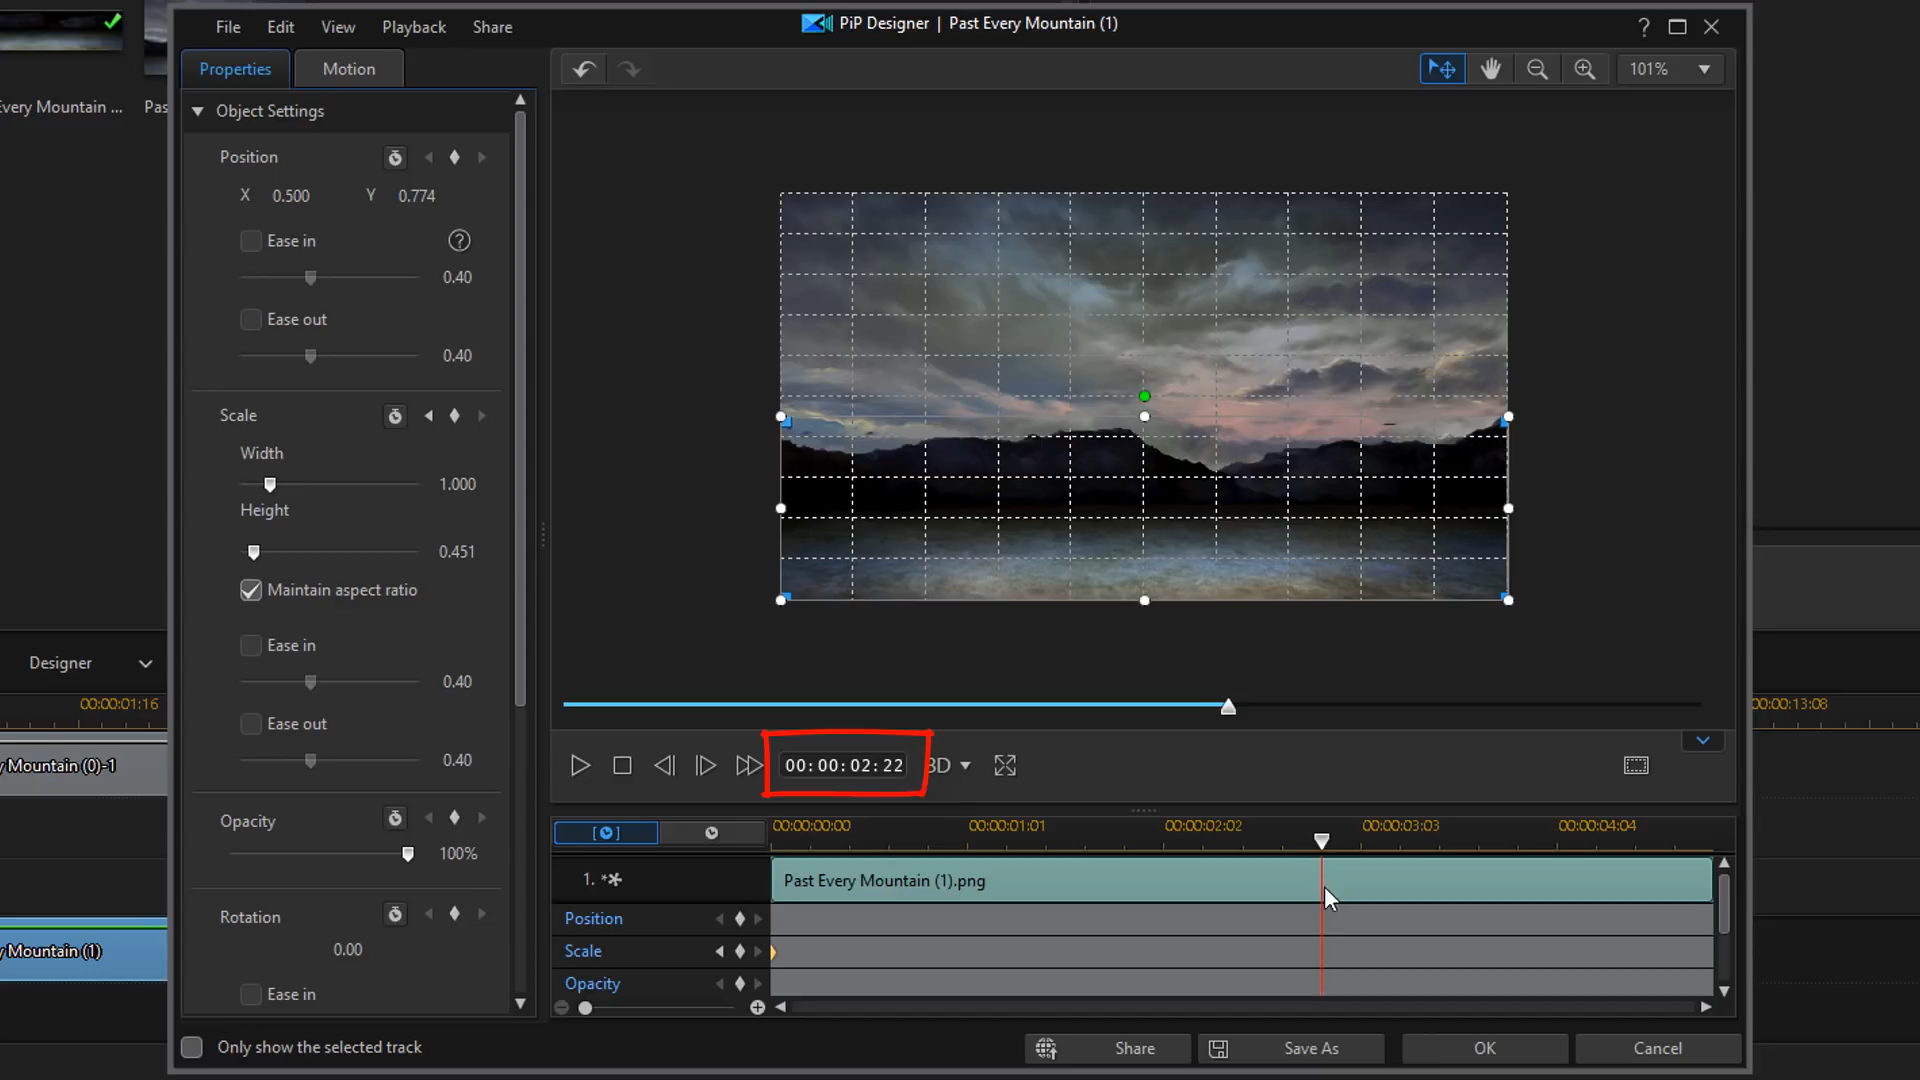 File Edit View Playback Share
PiP Designer | Past Every Mountain (1)
?
Properties
Motion
101%
Every Mountain ...
Pas
Object Settings
Position
X 0.500 Y 0.774
Ease in
?
0.40
Ease out
0.40
Scale
Width
1.000
Height
0.451
Maintain aspect ratio
Ease in
0.40
Ease out
0.40
Opacity
100%
Rotation
0.00
Ease in
Only show the selected track
Designer
00:00:01:16
y Mountain (0)-1
y Mountain (1)
00:00:02:22
3D
00:00:00:00 00:00:01:01 00:00:02:02 00:00:03:03 00:00:04:04
1.
Past Every Mountain (1).png
Position
Scale
Opacity
00:00:13:08
Share
Save As
OK
Cancel